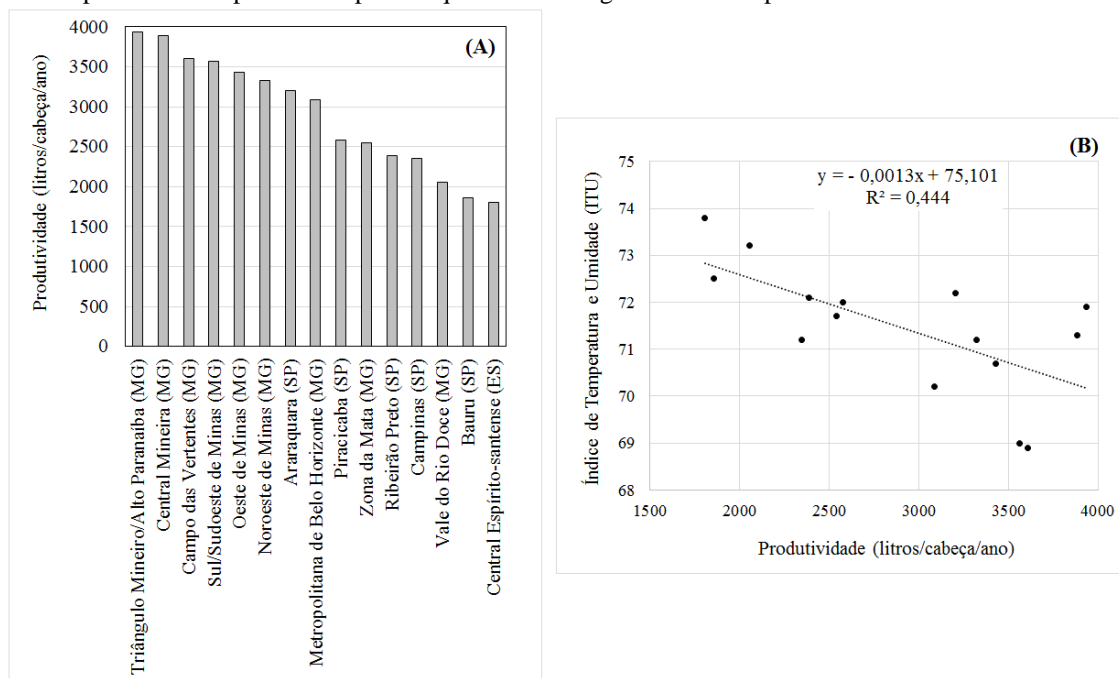 (A)
Produtividade (litros/cabeça/ano)
4000
3500
3000
2500
2000
1500
1000
500
0
Triângulo Mineiro/Alto Paranaíba (MG)
Central Mineira (MG)
Campo das Vertentes (MG)
Sul/Sudoeste de Minas (MG)
Oeste de Minas (MG)
Noroeste de Minas (MG)
Araraquara (SP)
Metropolitana de Belo Horizonte (MG)
Piracicaba (SP)
Zona da Mata (MG)
Ribeirão Preto (SP)
Campinas (SP)
Vale do Rio Doce (MG)
Bauru (SP)
Central Espírito-santense (ES)
(B)
y = - 0,0013x + 75,101
R² = 0,444
Índice de Temperatura e Umidade (ITU)
75
74
73
72
71
70
69
68
1500 2000 2500 3000 3500 4000
Produtividade (litros/cabeça/ano)